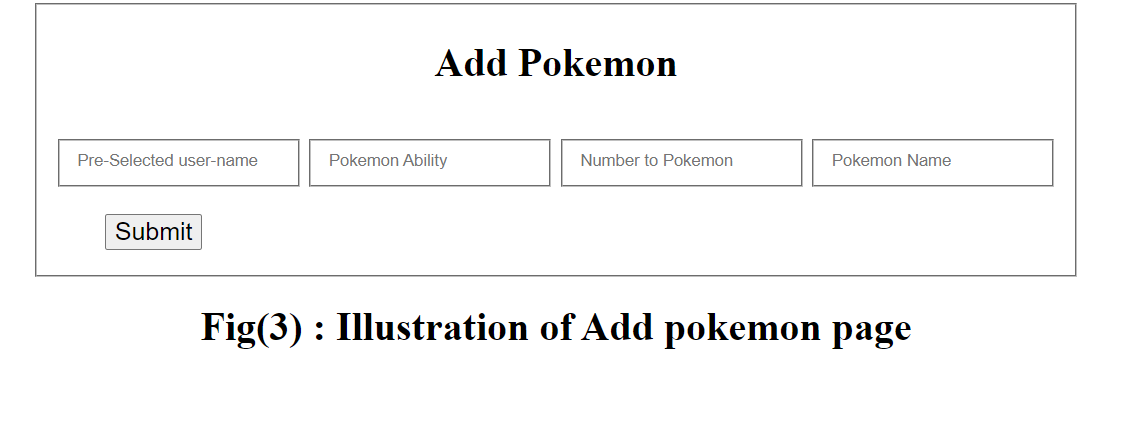 Add Pokemon
Pre-Selected user-name Pokemon Ability Number to Pokemon Pokemon Name
Submit
Fig(3) : Illustration of Add pokemon page